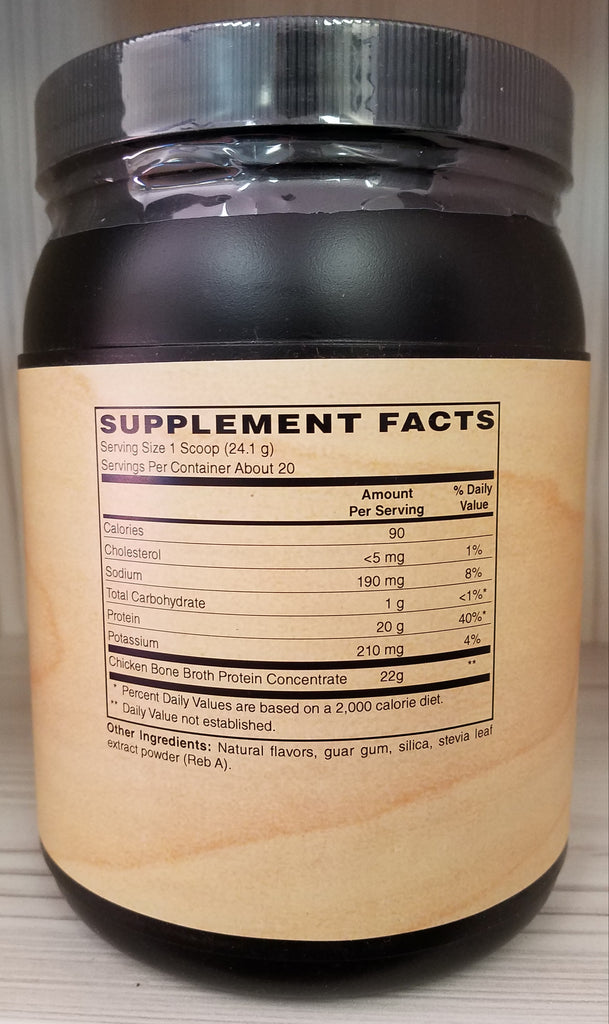 SUPPLEMENT FACTS
Serving Size 1 Scoop (24.1 g)
Servings Per Container About 20
Amount Per Serving % Daily Value
Calories 90
Cholesterol <5 mg 1%
Sodium 190 mg 8%
Total Carbohydrate 1 g <1%*
Protein 20 g 40%*
Potassium 210 mg 4%
Chicken Bone Broth Protein Concentrate 22g **
* Percent Daily Values are based on a 2,000 calorie diet.
** Daily Value not established.
Other Ingredients: Natural flavors, guar gum, silica, stevia leaf
extract powder (Reb A).